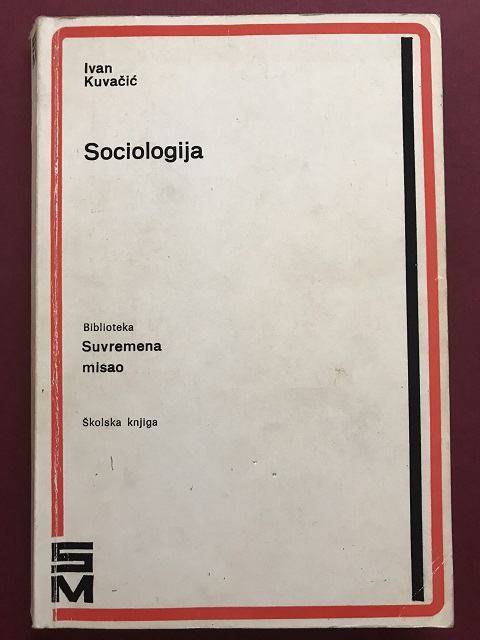 Ivan
Kuvačić
Sociologija
Biblioteka
Suvremena
misao
Školska knjiga
SM